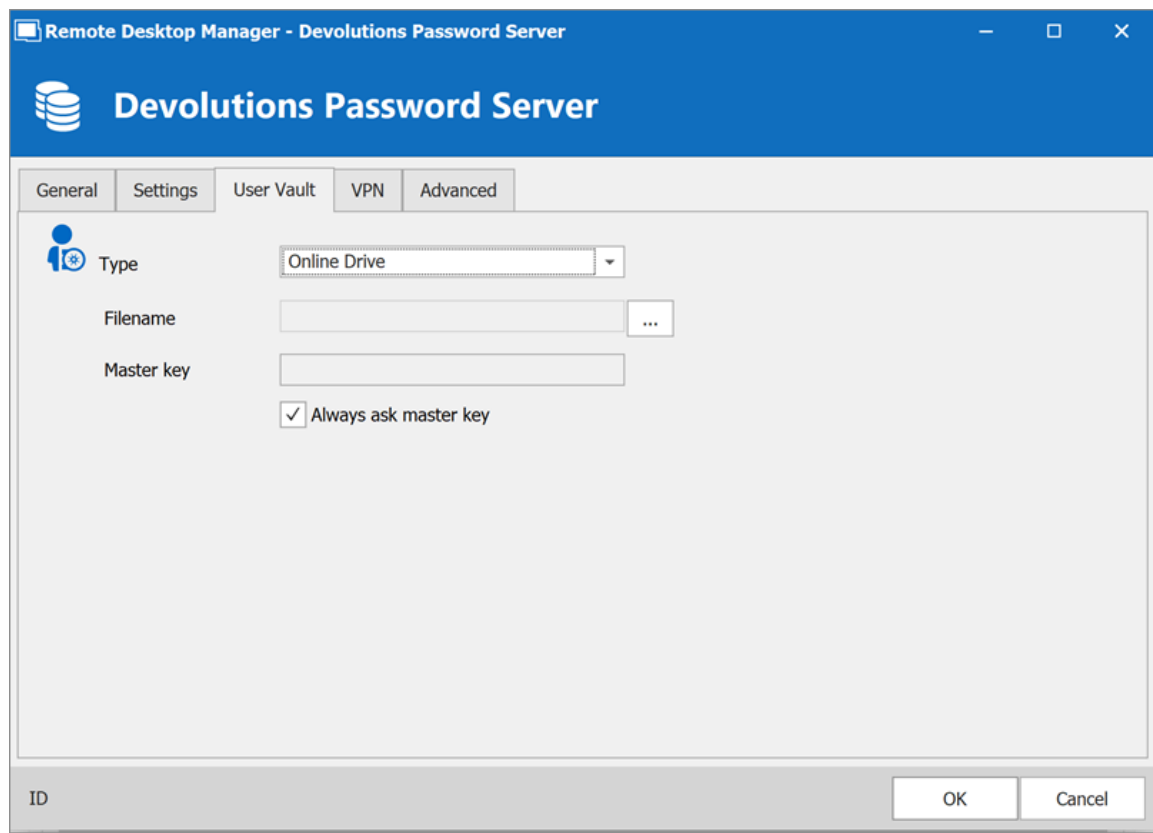 Remote Desktop Manager - Devolutions Password Server
Devolutions Password Server
General Settings User Vault VPN Advanced
Type Online Drive
Filename ...
Master key
Always ask master key
ID OK Cancel